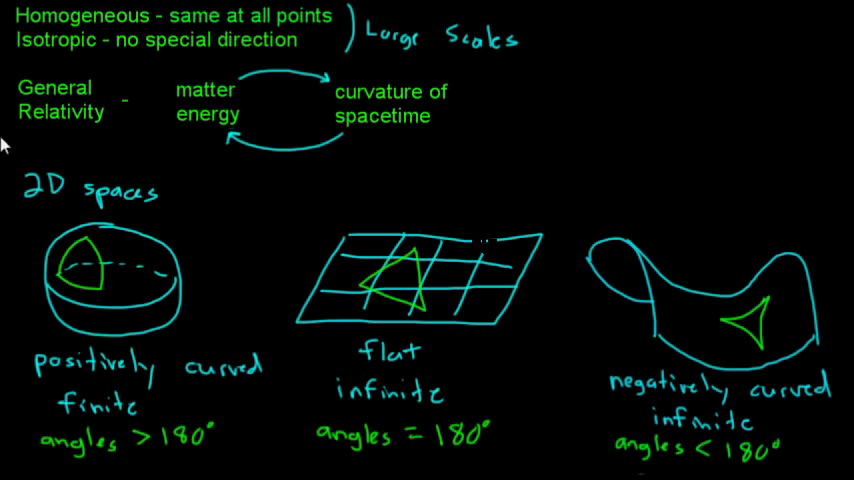 Homogeneous - same at all points
Isotropic - no special direction
Large Scales
General Relativity -
matter energy
curvature of spacetime
2D spaces
positively curved
finite
angles > 180°
flat
infinite
angles = 180°
negatively curved
infinite
angles < 180°